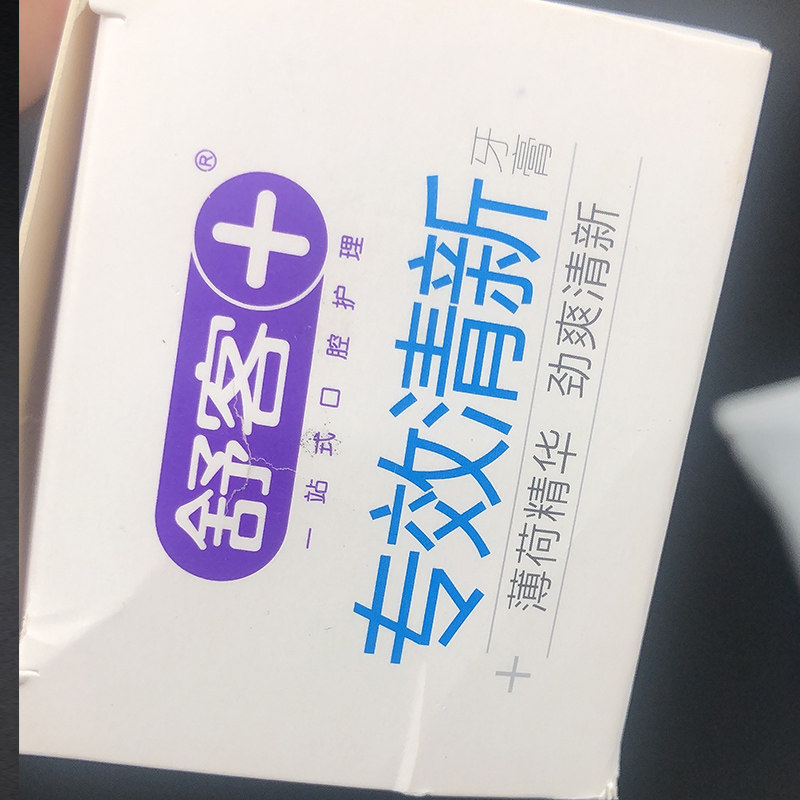 舒客+®
一站式口腔护理
专效清新牙膏
+ 薄荷精华 劲爽清新